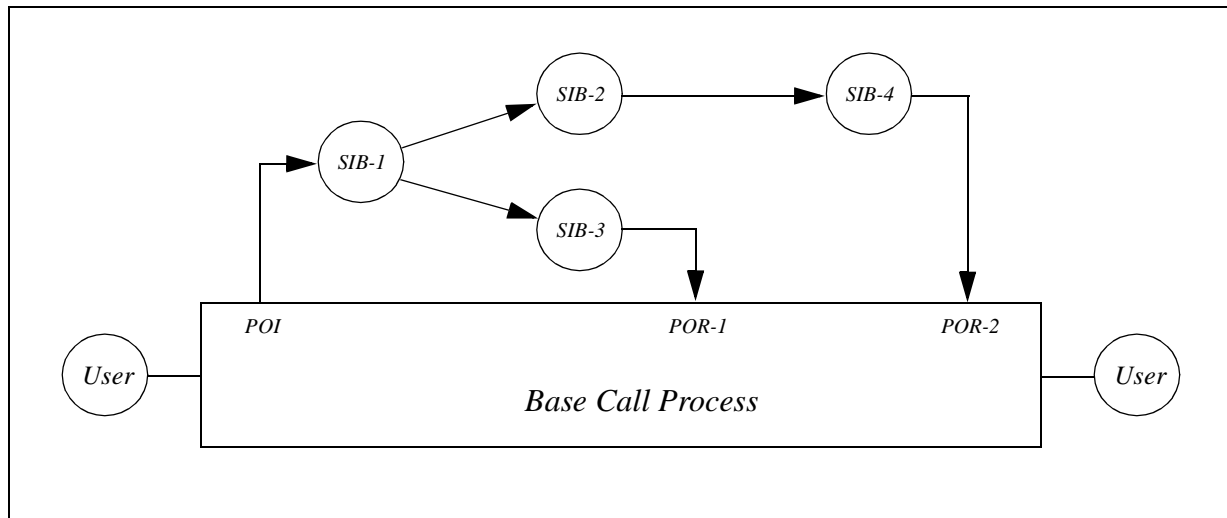 SIB-2
SIB-4
SIB-1
SIB-3
POI
POR-1
POR-2
User
User
Base Call Process